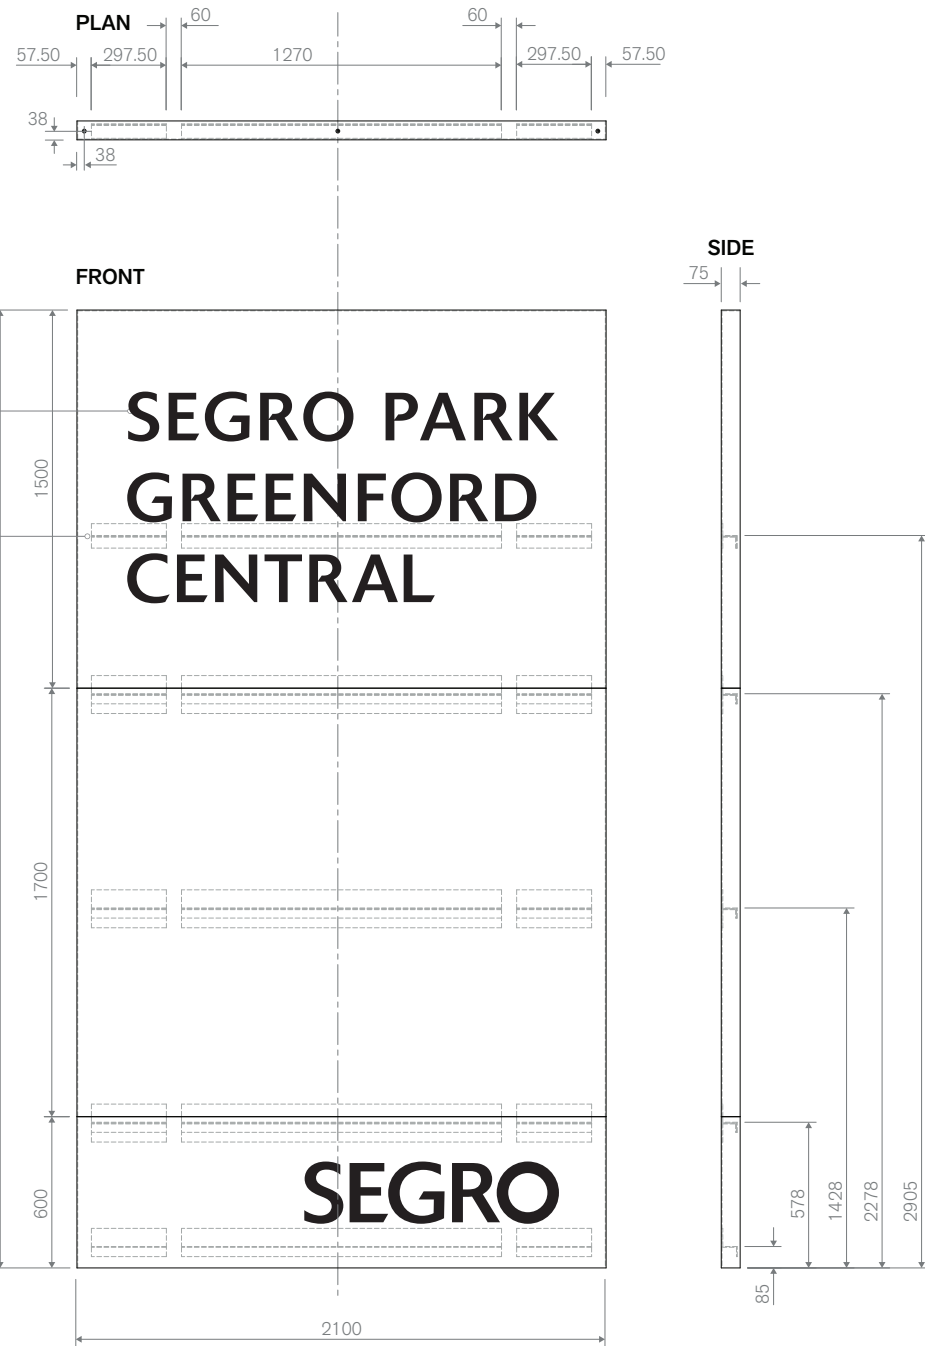 PLAN
60
60
57.50
297.50
1270
297.50
57.50
38
38
SIDE
75
FRONT
SEGRO PARK
GREENFORD
CENTRAL
1500
1700
600
SEGRO
578
1428
2278
2905
85
2100